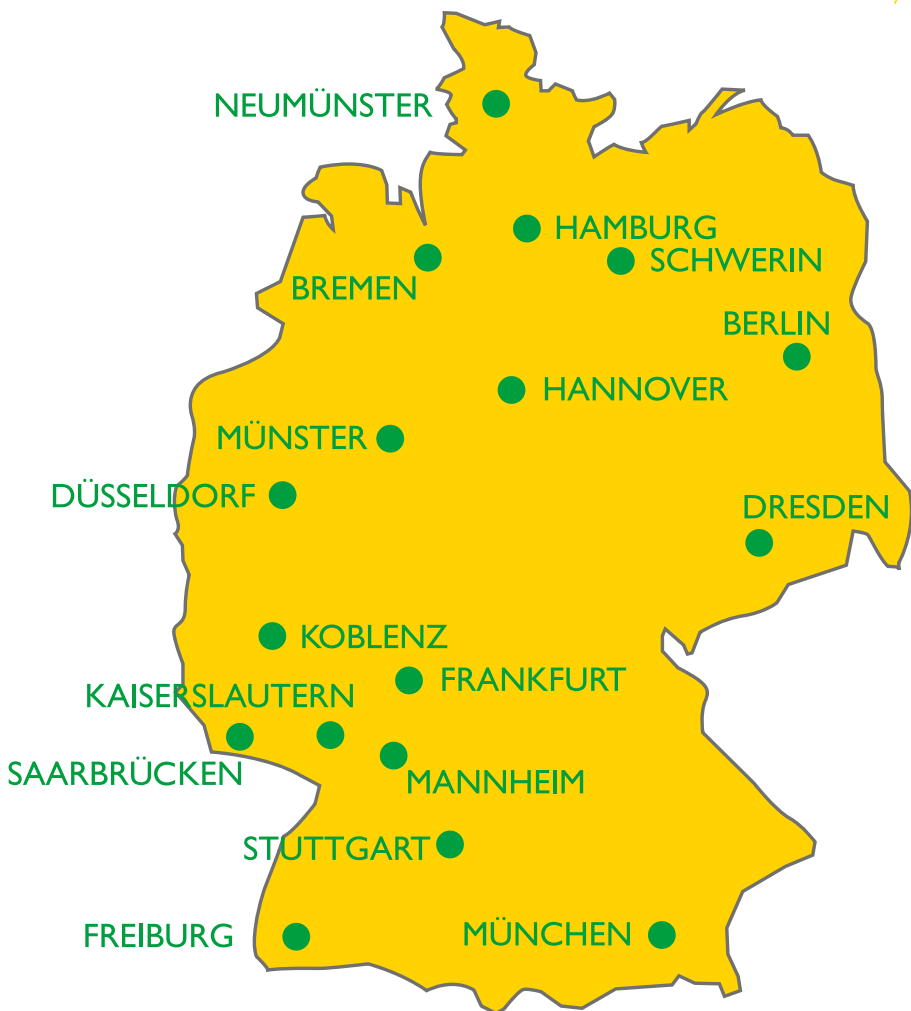 NEUMÜNSTER
HAMBURG
SCHWERIN
BREMEN
BERLIN
HANNOVER
MÜNSTER
DÜSSELDORF
DRESDEN
KOBLENZ
FRANKFURT
KAISERSLAUTERN
SAARBRÜCKEN
MANNHEIM
STUTTGART
FREIBURG
MÜNCHEN